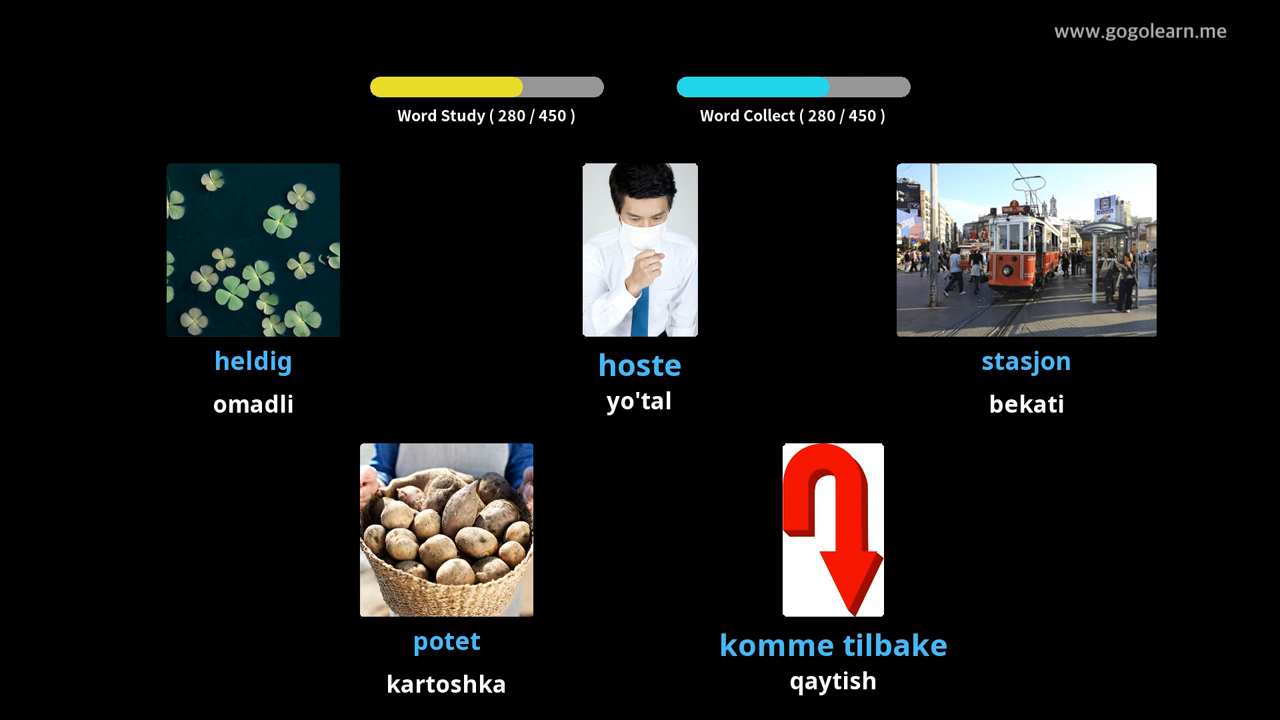 www.gogolearn.me
Word Study ( 280 / 450 )
Word Collect ( 280 / 450 )
heldig
hoste
stasjon
omadli
yo'tal
bekati
potet
komme tilbake
kartoshka
qaytish